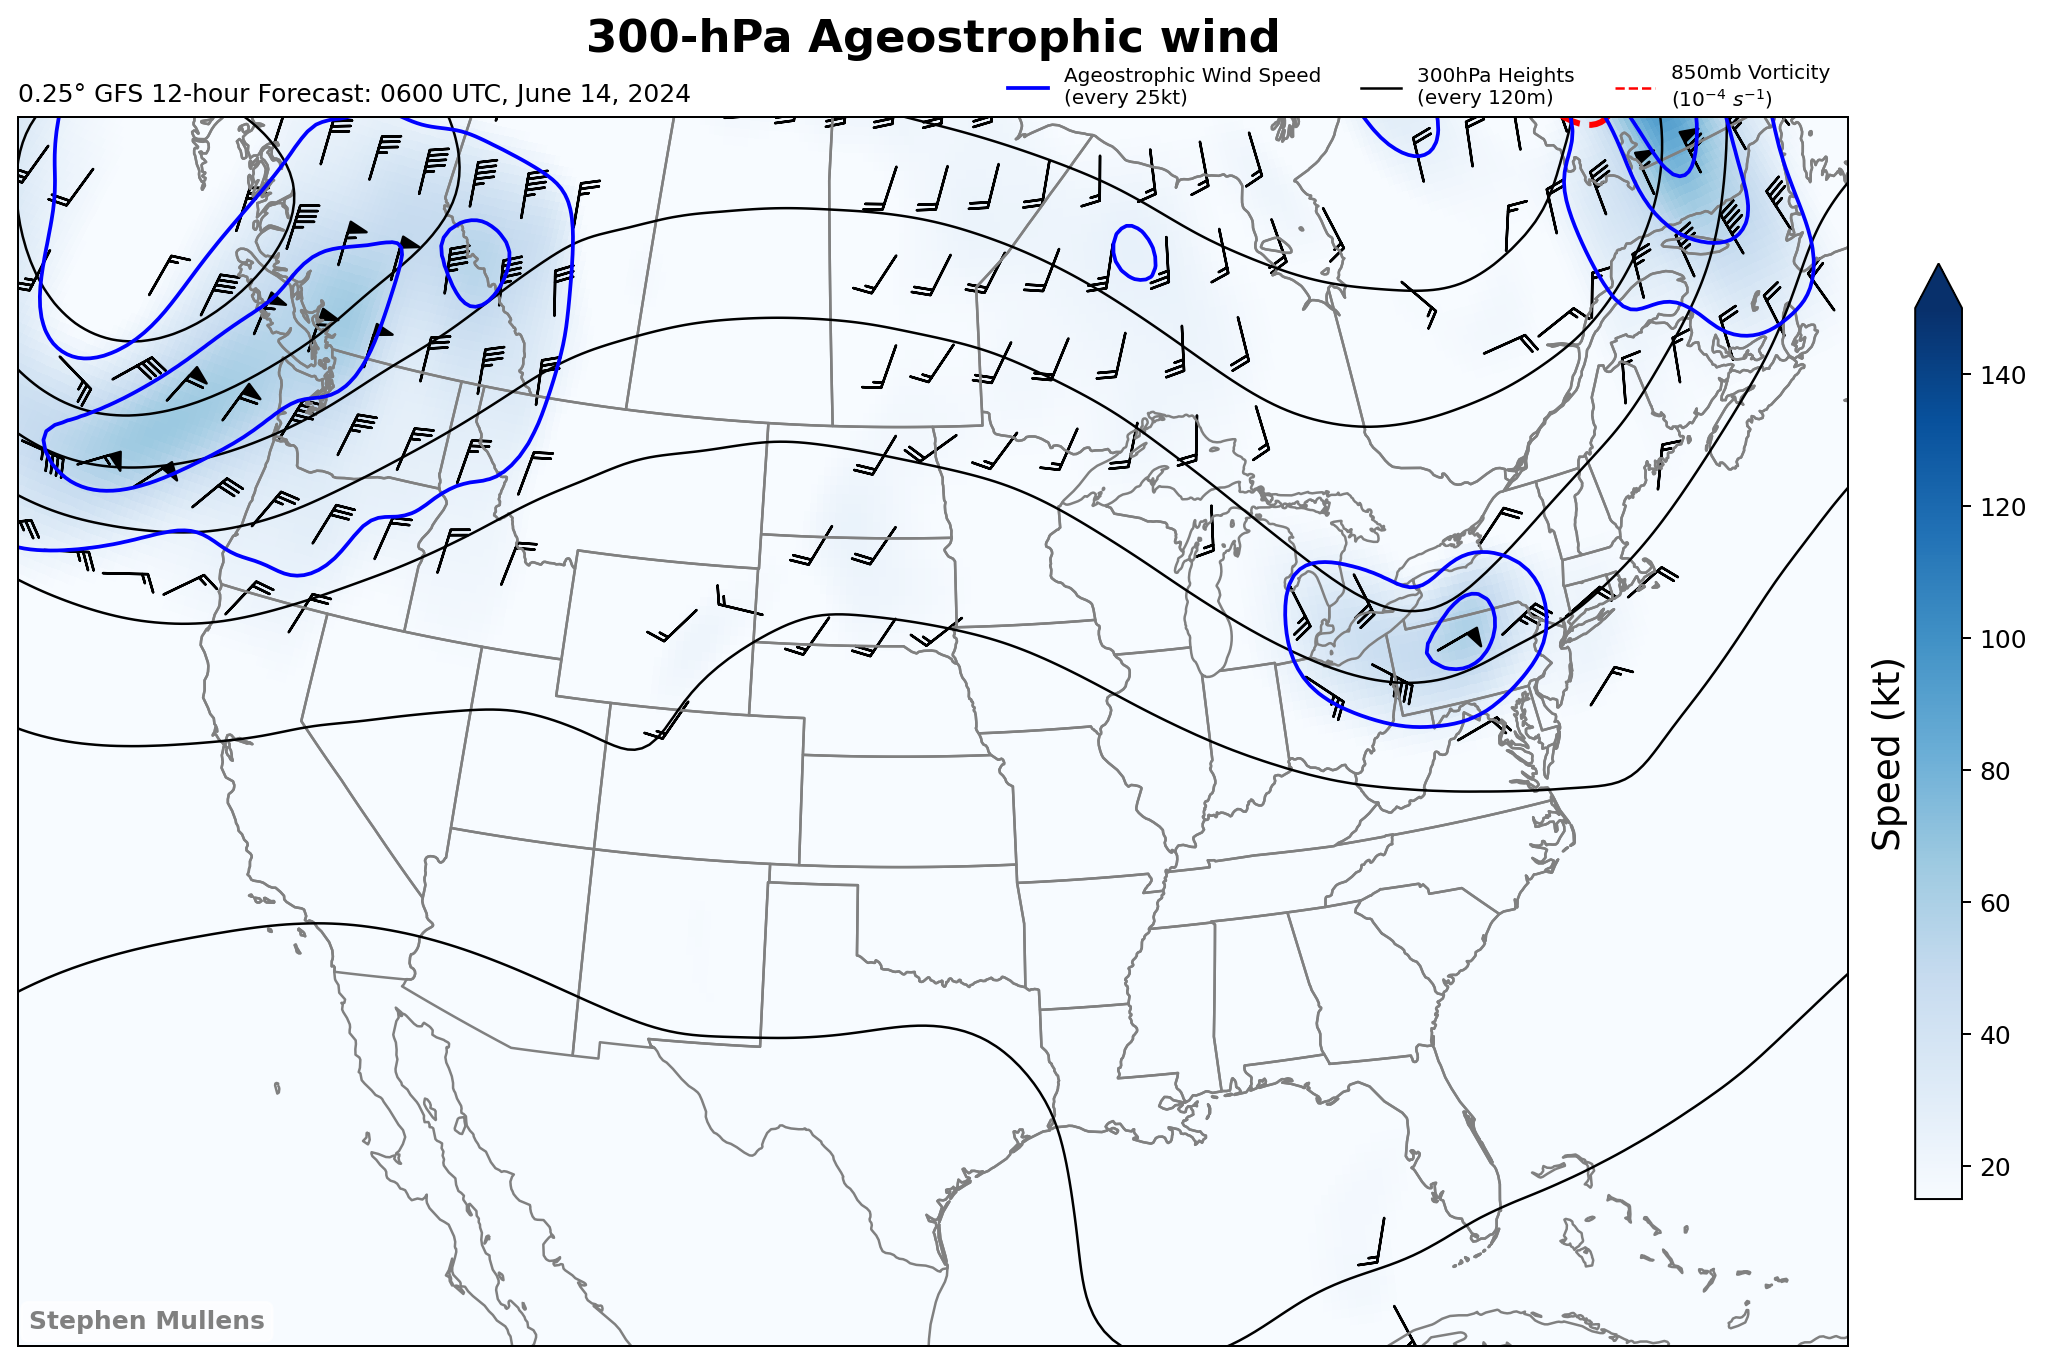 300-hPa Ageostrophic wind
0.25° GFS 12-hour Forecast: 0600 UTC, June 14, 2024
Ageostrophic Wind Speed
(every 25kt)
300hPa Heights
(every 120m)
850mb Vorticity
(10⁻⁴ s⁻¹)
140
120
100
80
60
40
20
Speed (kt)
Stephen Mullens